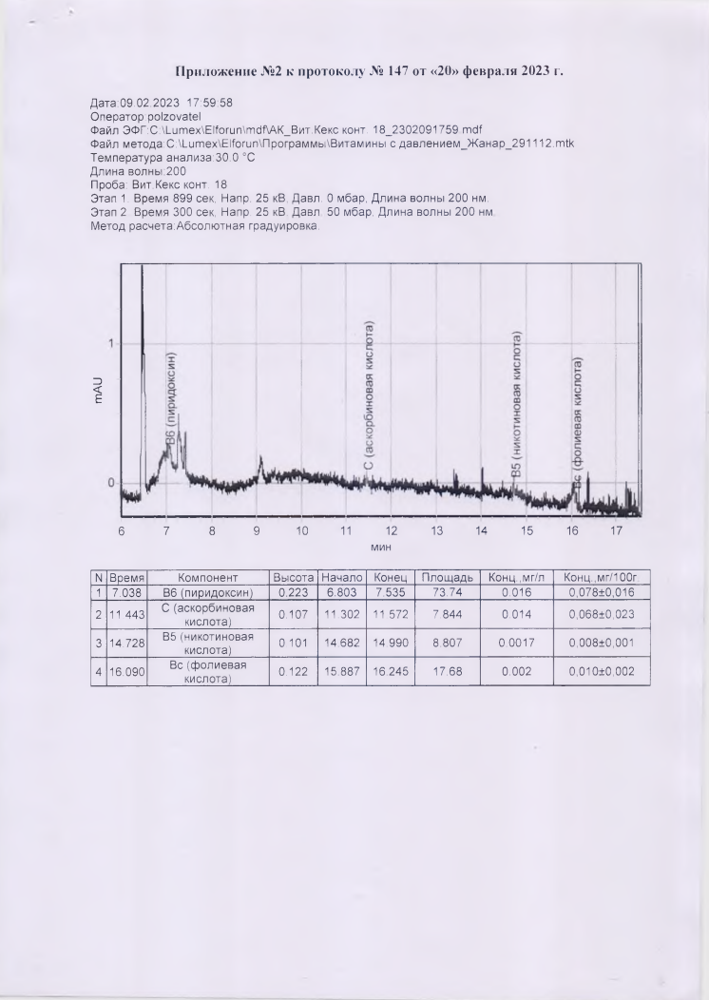 Приложение №2 к протоколу № 147 от «20» февраля 2023 г.
Дата:09.02.2023 17:59:58
Оператор:polzovatel
Файл ЭФГ:C:\Lumex\Elforun\mdf\АК_Вит.Кекс конт. 18_2302091759.mdf
Файл метода:C:\Lumex\Elforun\Программы\Витамины с давлением_Жанар_291112.mtk
Температура анализа:30.0 °C
Длина волны:200
Проба: Вит.Кекс конт. 18
Этап 1. Время 899 сек, Напр. 25 кВ, Давл. 0 мбар, Длина волны 200 нм.
Этап 2. Время 300 сек, Напр. 25 кВ, Давл. 50 мбар, Длина волны 200 нм.
Метод расчета:Абсолютная градуировка.
mAU
1
0
В6 (пиридоксин)
С (аскорбиновая кислота)
В5 (никотиновая кислота)
Вс (фолиевая кислота)
6 7 8 9 10 11 12 13 14 15 16 17
мин
N Время Компонент Высота Начало Конец Площадь Конц.,мг/л Конц.,мг/100г.
1 7.038 В6 (пиридоксин) 0.223 6.803 7.535 73.74 0.016 0,078±0,016
2 11.443 С (аскорбиновая кислота) 0.107 11.302 11.572 7.844 0.014 0,068±0,023
3 14.728 В5 (никотиновая кислота) 0.101 14.682 14.990 8.807 0.0017 0,008±0,001
4 16.090 Вс (фолиевая кислота) 0.122 15.887 16.245 17.68 0.002 0,010±0,002